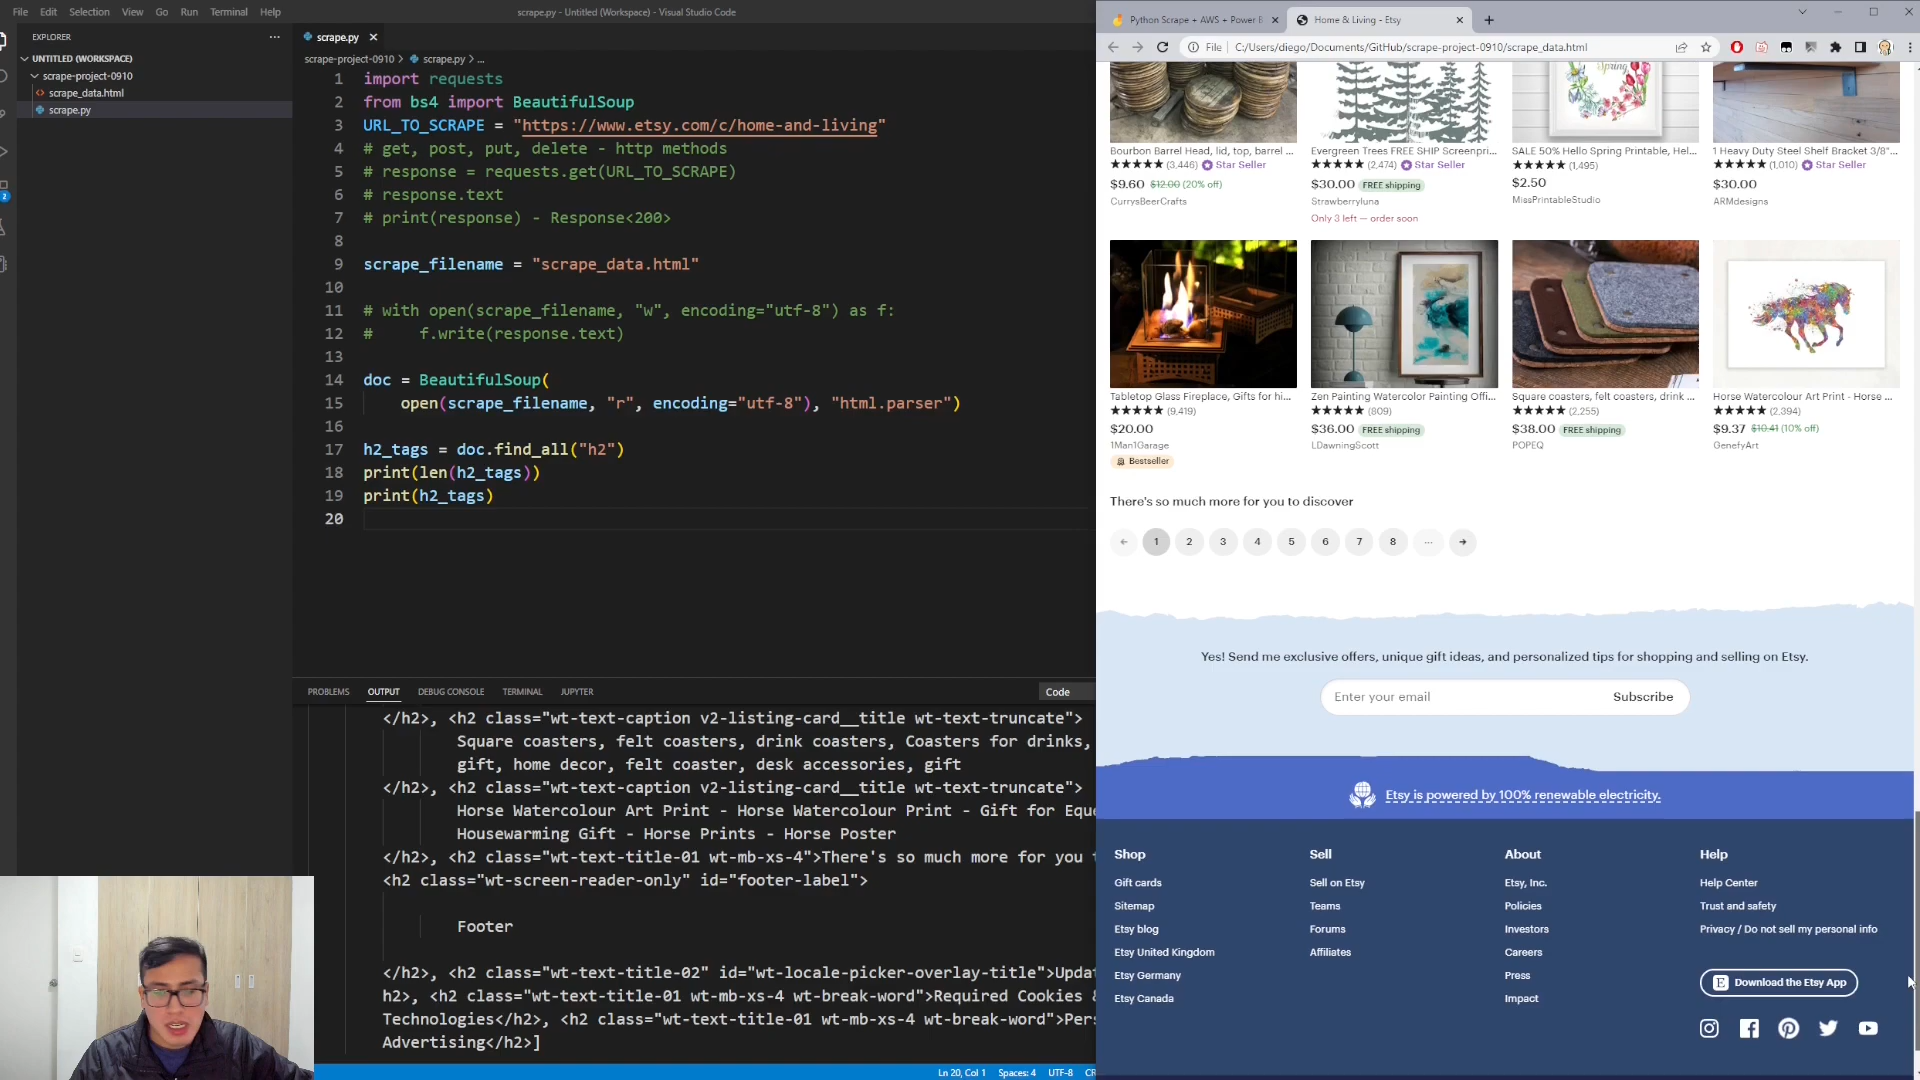 File Edit Selection View Go Run Terminal Help
scrape.py - Untitled (Workspace) - Visual Studio Code
EXPLORER
UNTITLED (WORKSPACE)
scrape-project-0910
scrape_data.html
scrape.py
2
scrape.py
scrape-project-0910 > scrape.py > ...
1 import requests
2 from bs4 import BeautifulSoup
3 URL_TO_SCRAPE = "https://www.etsy.com/c/home-and-living"
4 # get, post, put, delete - http methods
5 # response = requests.get(URL_TO_SCRAPE)
6 # response.text
7 # print(response) - Response<200>
8
9 scrape_filename = "scrape_data.html"
10
11 # with open(scrape_filename, "w", encoding="utf-8") as f:
12 #     f.write(response.text)
13
14 doc = BeautifulSoup(
15     open(scrape_filename, "r", encoding="utf-8"), "html.parser")
16
17 h2_tags = doc.find_all("h2")
18 print(len(h2_tags))
19 print(h2_tags)
20
PROBLEMS OUTPUT DEBUG CONSOLE TERMINAL JUPYTER
Code
</h2>, <h2 class="wt-text-caption v2-listing-card__title wt-text-truncate">
Square coasters, felt coasters, drink coasters, Coasters for drinks,
gift, home decor, felt coaster, desk accessories, gift
</h2>, <h2 class="wt-text-caption v2-listing-card__title wt-text-truncate">
Horse Watercolour Art Print - Horse Watercolour Print - Gift for Eque
Housewarming Gift - Horse Prints - Horse Poster
</h2>, <h2 class="wt-text-title-01 wt-mb-xs-4">There's so much more for you
<h2 class="wt-screen-reader-only" id="footer-label">
Footer
</h2>, <h2 class="wt-text-title-02" id="wt-locale-picker-overlay-title">Updat
h2>, <h2 class="wt-text-title-01 wt-mb-xs-4 wt-break-word">Required Cookies &
Technologies</h2>, <h2 class="wt-text-title-01 wt-mb-xs-4 wt-break-word">Pers
Advertising</h2>]
Ln 20, Col 1 Spaces: 4 UTF-8
Python Scrape + AWS + Power B
Home & Living - Etsy
File C:/Users/diego/Documents/GitHub/scrape-project-0910/scrape_data.html
Spring
Bourbon Barrel Head, lid, top, barrel ...
(3,446) Star Seller
$9.60 $12.00 (20% off)
CurrysBeerCrafts
Evergreen Trees FREE SHIP Screenpri...
(2,474) Star Seller
$30.00 FREE shipping
Strawberryluna
Only 3 left — order soon
SALE 50% Hello Spring Printable, Hel...
(1,495)
$2.50
MissPrintableStudio
1 Heavy Duty Steel Shelf Bracket 3/8"...
(1,010) Star Seller
$30.00
ARMdesigns
Tabletop Glass Fireplace, Gifts for hi...
(9,419)
$20.00
1Man1Garage
Bestseller
Zen Painting Watercolor Painting Offi...
(809)
$36.00 FREE shipping
LDawningScott
Square coasters, felt coasters, drink ...
(2,255)
$38.00 FREE shipping
POPEQ
Horse Watercolour Art Print - Horse ...
(2,394)
$9.37 $10.41 (10% off)
GenefyArt
There's so much more for you to discover
1 2 3 4 5 6 7 8 ...
Yes! Send me exclusive offers, unique gift ideas, and personalized tips for shopping and selling on Etsy.
Enter your email Subscribe
Etsy is powered by 100% renewable electricity.
Shop
Gift cards
Sitemap
Etsy blog
Etsy United Kingdom
Etsy Germany
Etsy Canada
Sell
Sell on Etsy
Teams
Forums
Affiliates
About
Etsy, Inc.
Policies
Investors
Careers
Press
Impact
Help
Help Center
Trust and safety
Privacy / Do not sell my personal info
E Download the Etsy App